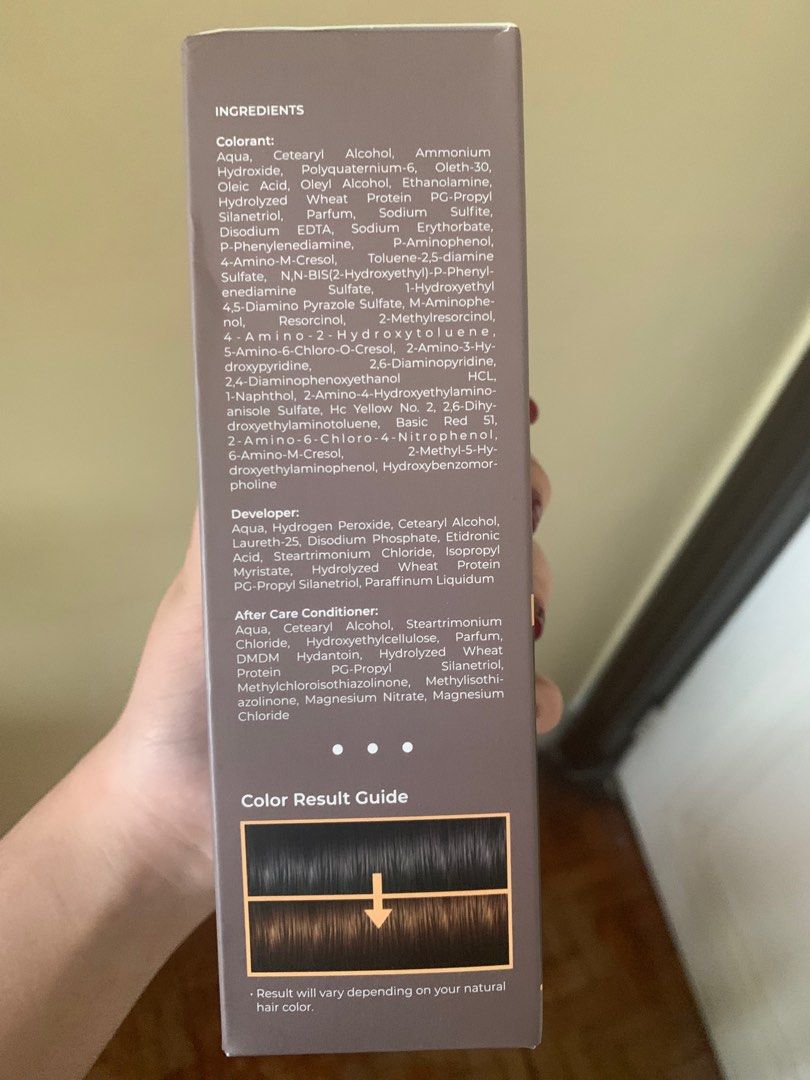 INGREDIENTS
Colorant:
Aqua, Cetearyl Alcohol, Ammonium
Hydroxide, Polyquaternium-6, Oleth-30,
Oleic Acid, Oleyl Alcohol, Ethanolamine,
Hydrolyzed Wheat Protein PG-Propyl
Silanetriol, Parfum, Sodium Sulfite,
Disodium EDTA, Sodium Erythorbate,
P-Phenylenediamine, P-Aminophenol,
4-Amino-M-Cresol, Toluene-2,5-diamine
Sulfate, N,N-BIS(2-Hydroxyethyl)-P-Phenyl-
enediamine Sulfate, 1-Hydroxyethyl
4,5-Diamino Pyrazole Sulfate, M-Aminophe-
nol, Resorcinol, 2-Methylresorcinol,
4-Amino-2-Hydroxytoluene,
5-Amino-6-Chloro-O-Cresol, 2-Amino-3-Hy-
droxypyridine, 2,6-Diaminopyridine,
2,4-Diaminophenoxyethanol HCL,
1-Naphthol, 2-Amino-4-Hydroxyethylamino-
anisole Sulfate, Hc Yellow No. 2, 2,6-Dihy-
droxyethylaminotoluene, Basic Red 51,
2-Amino-6-Chloro-4-Nitrophenol,
6-Amino-M-Cresol, 2-Methyl-5-Hy-
droxyethylaminophenol, Hydroxybenzomor-
pholine
Developer:
Aqua, Hydrogen Peroxide, Cetearyl Alcohol,
Laureth-25, Disodium Phosphate, Etidronic
Acid, Steartrimonium Chloride, Isopropyl
Myristate, Hydrolyzed Wheat Protein
PG-Propyl Silanetriol, Paraffinum Liquidum
After Care Conditioner:
Aqua, Cetearyl Alcohol, Steartrimonium
Chloride, Hydroxyethylcellulose, Parfum,
DMDM Hydantoin, Hydrolyzed Wheat
Protein PG-Propyl Silanetriol,
Methylchloroisothiazolinone, Methylisothi-
azolinone, Magnesium Nitrate, Magnesium
Chloride
Color Result Guide
• Result will vary depending on your natural
hair color.